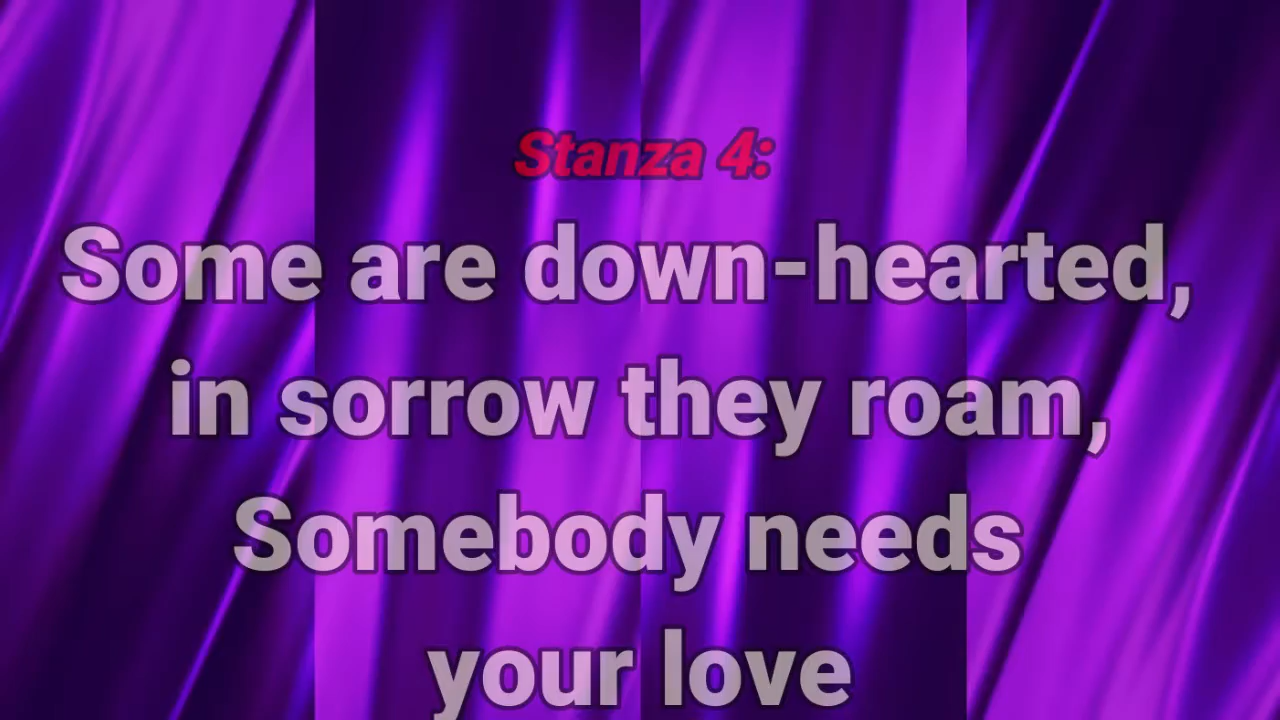 Stanza 4:
Some are down-hearted,
in sorrow they roam,
Somebody needs
your love